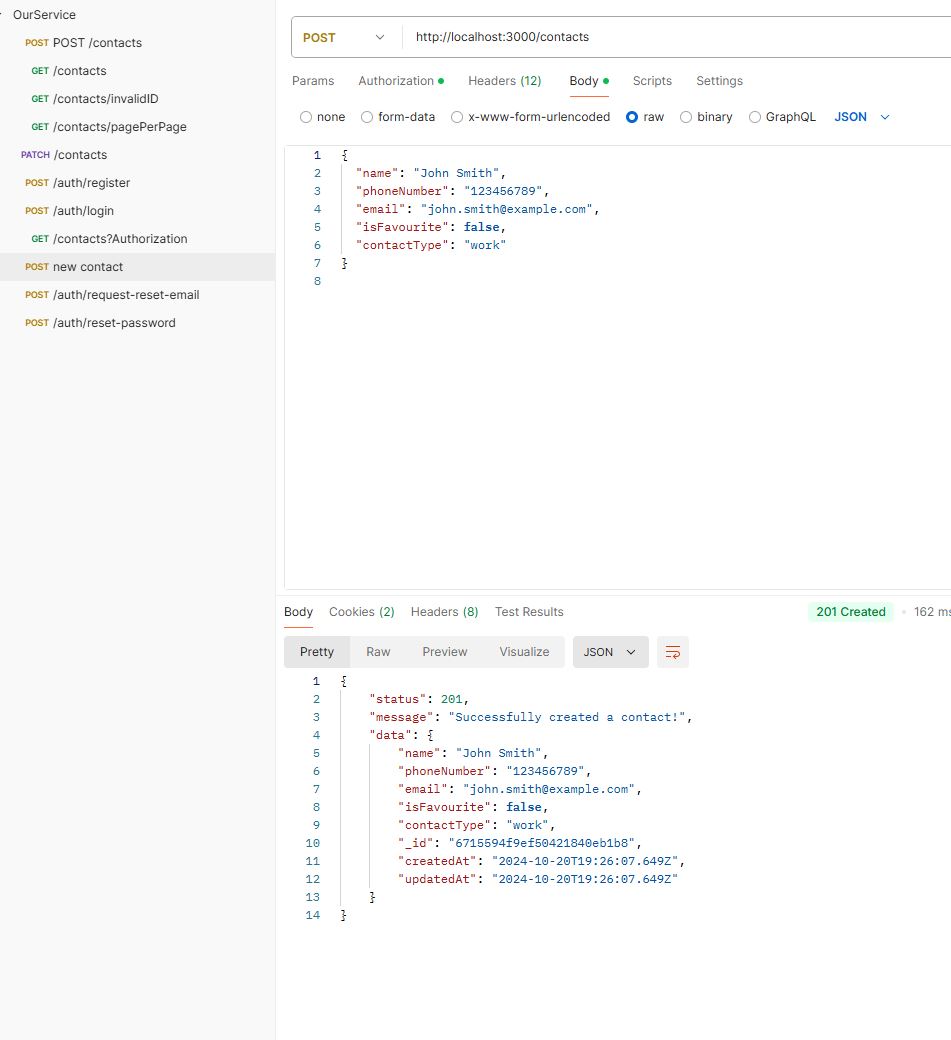 OurService
POST POST /contacts
GET /contacts
GET /contacts/invalidID
GET /contacts/pagePerPage
PATCH /contacts
POST /auth/register
POST /auth/login
GET /contacts?Authorization
POST new contact
POST /auth/request-reset-email
POST /auth/reset-password
POST http://localhost:3000/contacts
Params Authorization Headers (12) Body Scripts Settings
none form-data x-www-form-urlencoded raw binary GraphQL JSON
1 {
2 "name": "John Smith",
3 "phoneNumber": "123456789",
4 "email": "john.smith@example.com",
5 "isFavourite": false,
6 "contactType": "work"
7 }
8
Body Cookies (2) Headers (8) Test Results 201 Created 162 ms
Pretty Raw Preview Visualize JSON
1 {
2 "status": 201,
3 "message": "Successfully created a contact!",
4 "data": {
5 "name": "John Smith",
6 "phoneNumber": "123456789",
7 "email": "john.smith@example.com",
8 "isFavourite": false,
9 "contactType": "work",
10 "_id": "6715594f9ef50421840eb1b8",
11 "createdAt": "2024-10-20T19:26:07.649Z",
12 "updatedAt": "2024-10-20T19:26:07.649Z"
13 }
14 }